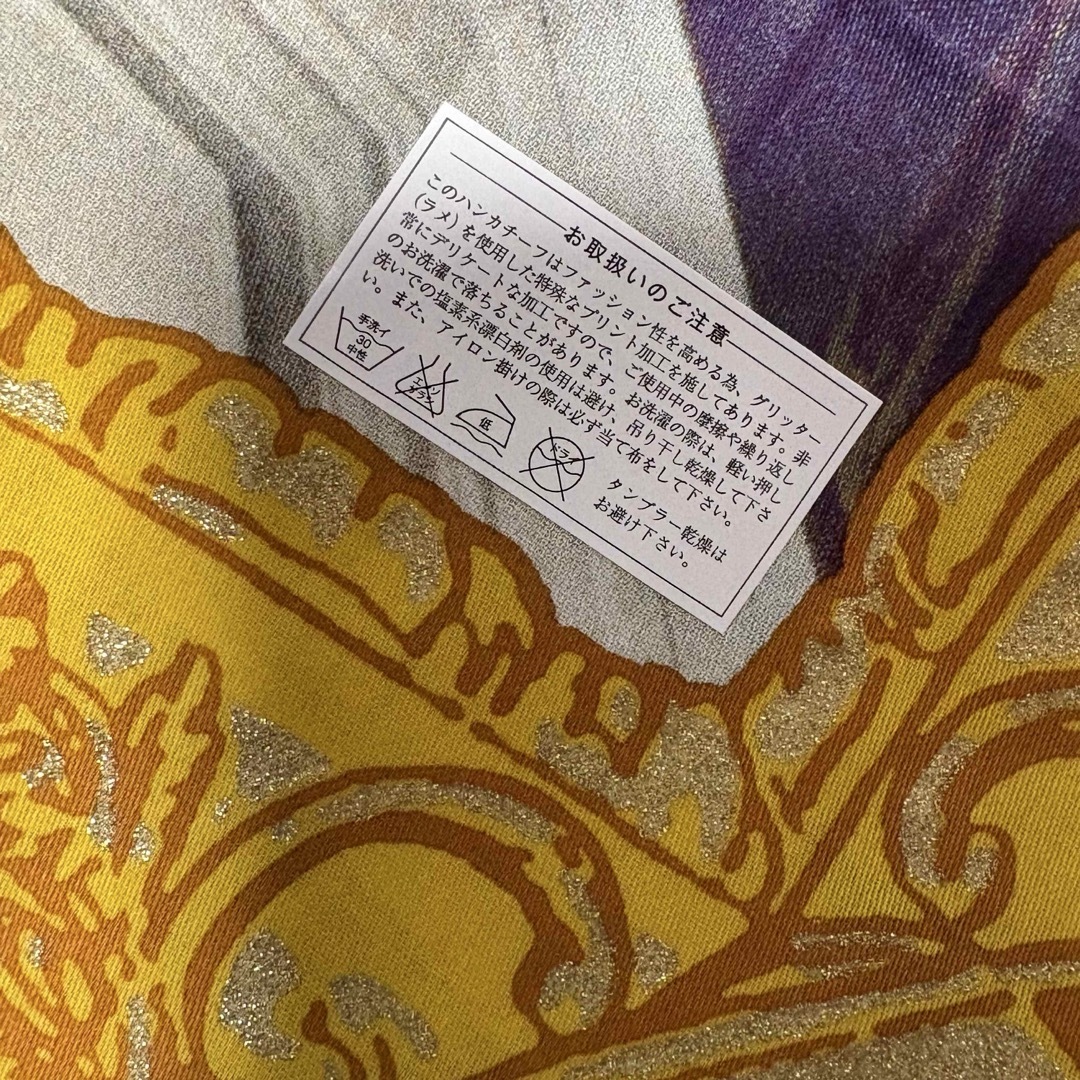 お取扱いのご注意
このハンカチーフはファッション性を高める為、グリッター
(ラメ)を使用した特殊なプリント加工を施してあります。非
常にデリケートな加工ですので、ご使用中の摩擦や繰り返し
のお洗濯で落ちることがあります。お洗濯の際は、軽い押し
洗いでの塩素系漂白剤の使用は避け、吊り干し乾燥して下さ
い。また、アイロン掛けの際は必ず当て布をして下さい。
手洗イ
30
中性
エンソ
サラシ
低
ドライ
タンブラー乾燥は
お避け下さい。